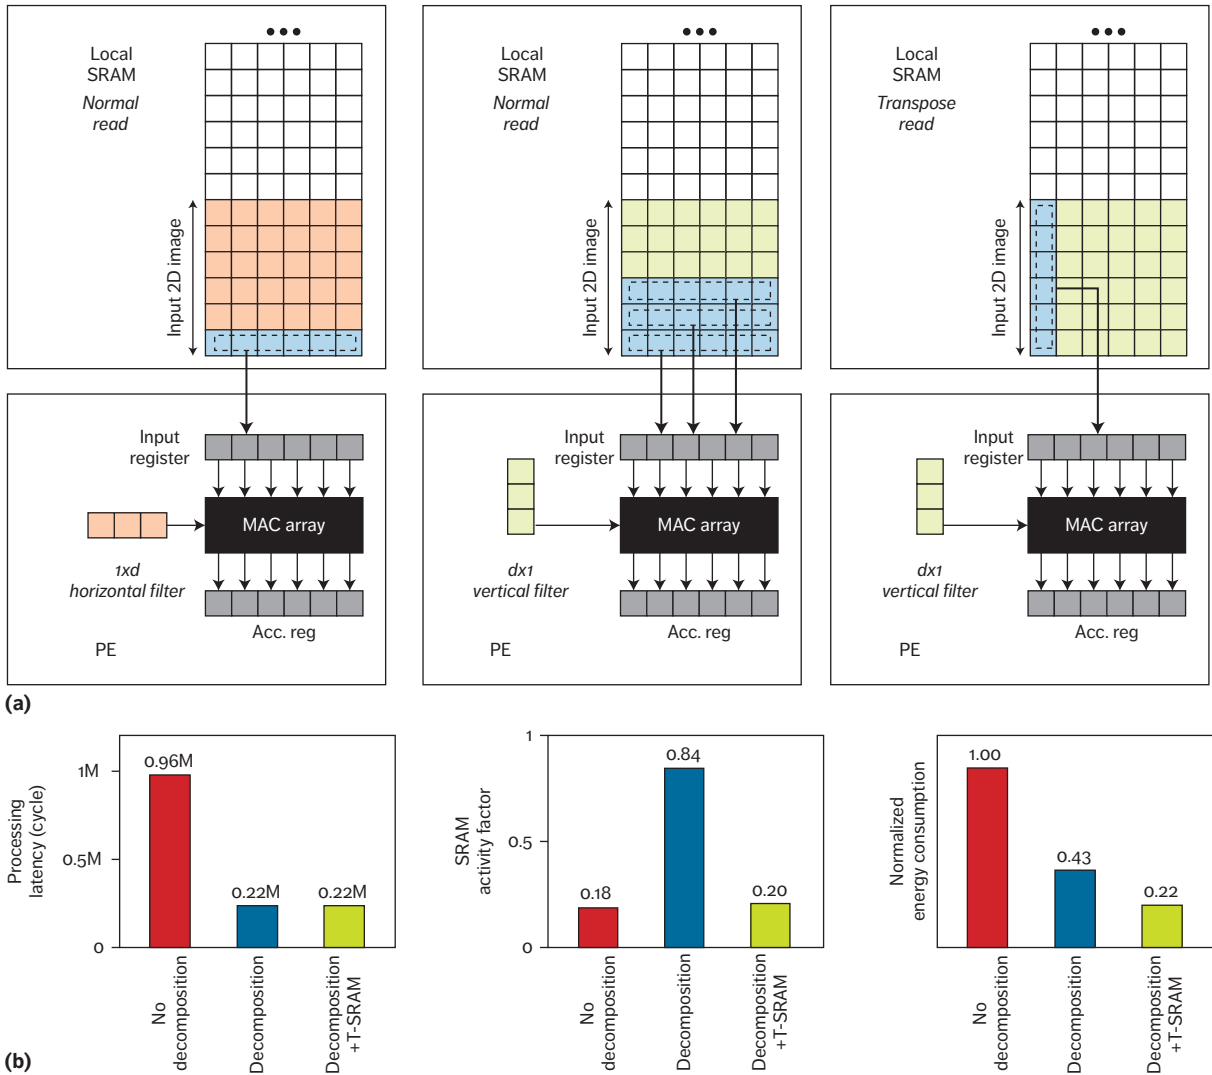 Local
SRAM
Normal
read
Input 2D image
Input
register
MAC array
1xd
horizontal filter
Acc. reg
PE
Local
SRAM
Normal
read
Input 2D image
Input
register
MAC array
dx1
vertical filter
Acc. reg
PE
Local
SRAM
Transpose
read
Input 2D image
Input
register
MAC array
dx1
vertical filter
Acc. reg
PE
(a)
Processing
latency (cycle)
1M
0.5M
0
0.96M
0.22M
0.22M
No
decomposition
Decomposition
Decomposition
+T-SRAM
SRAM
activity factor
1
0.5
0
0.18
0.84
0.20
No
decomposition
Decomposition
Decomposition
+T-SRAM
Normalized
energy consumption
1.00
0.43
0.22
No
decomposition
Decomposition
Decomposition
+T-SRAM
(b)